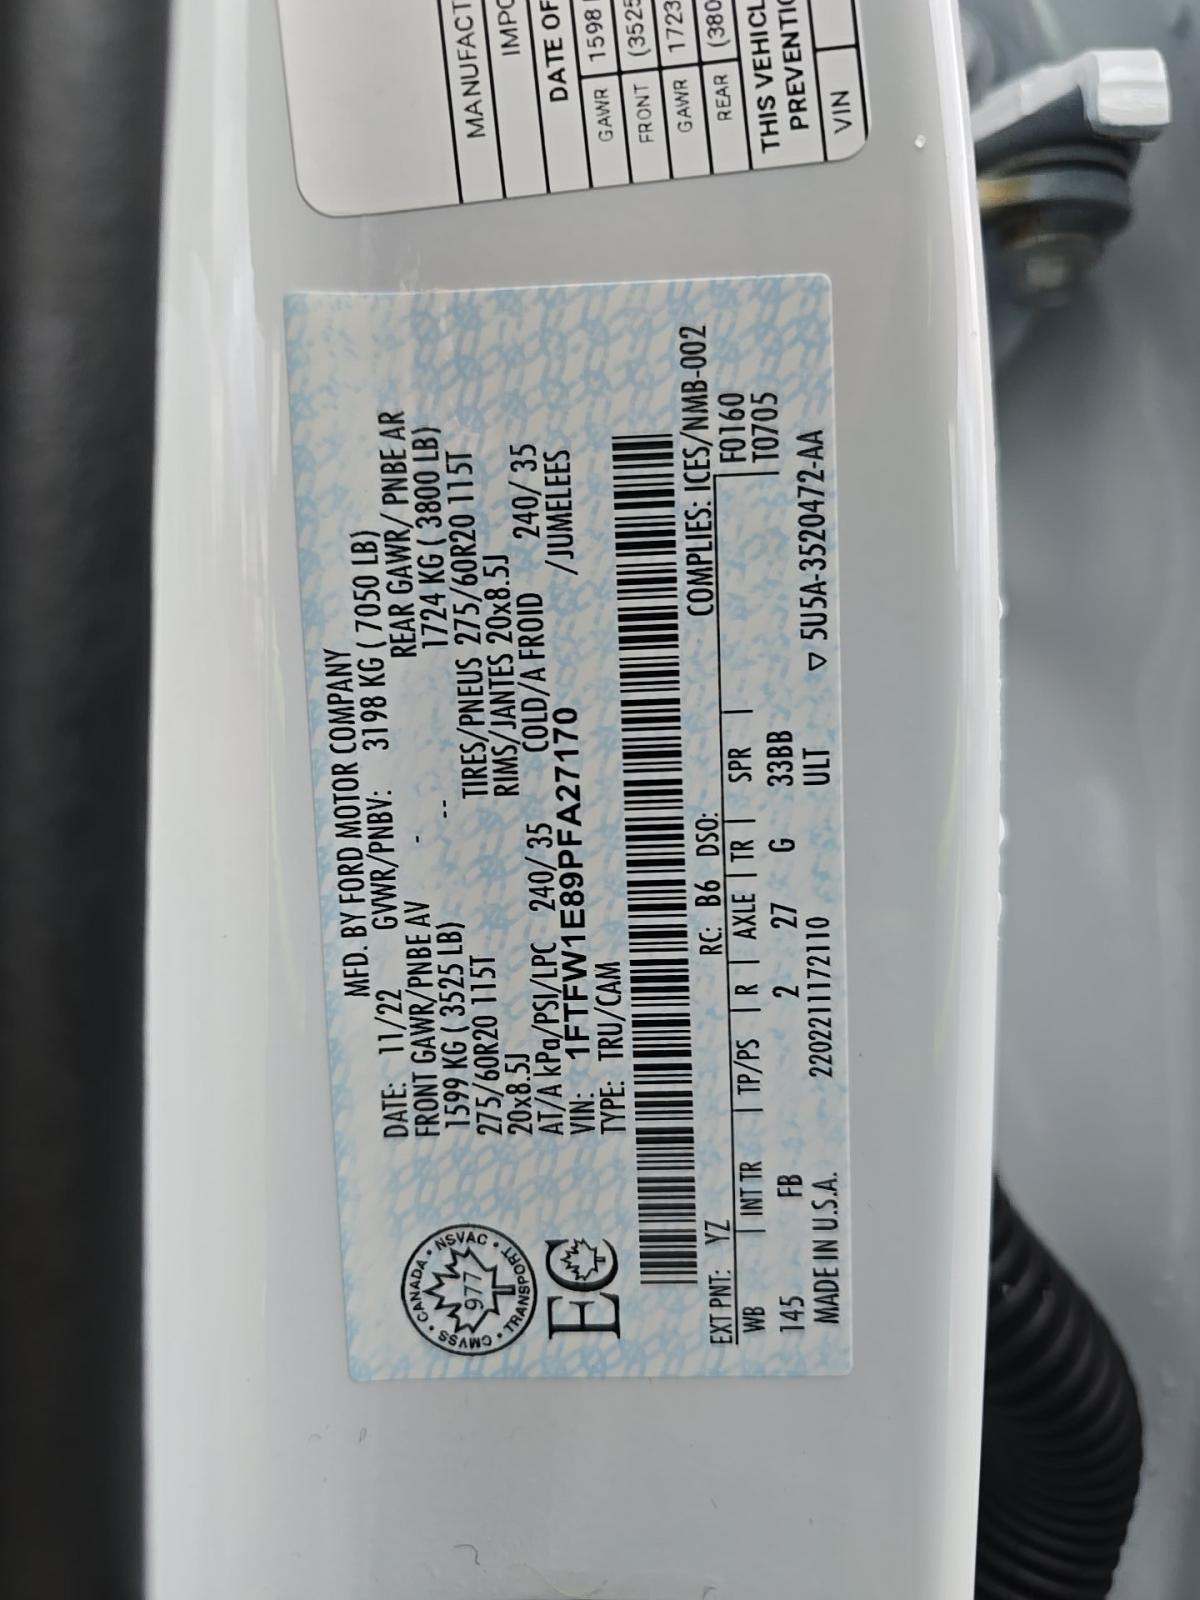 MFD. BY FORD MOTOR COMPANY
DATE: 11/22 GVWR/PNBV: 3198 KG ( 7050 LB)
FRONT GAWR/PNBE AV - REAR GAWR/ PNBE AR
1599 KG ( 3525 LB) -- 1724 KG ( 3800 LB)
275/60R20 115T TIRES/PNEUS 275/60R20 115T
20x8.5J RIMS/JANTES 20x8.5J
AT/A kPa/PSI/LPC 240/ 35 COLD/A FROID 240/ 35
VIN: 1FTFW1E89PFA27170 /JUMELEES
TYPE: TRU/CAM
CANADA • NSVAC • TRANSPORT • CMVSS •
977
EC
RC: B6 DSO: COMPLIES: ICES/NMB-002
EXT PNT: YZ F0160
WB INT TR TP/PS R AXLE TR SPR T0705
145 FB 2 27 G 33BB
MADE IN U.S.A. 220221172110 ULT ▽ 5U5A-3520472-AA
MANUFACT
IMPO
DATE OF
GAWR 1598
FRONT (3525
GAWR 1723
REAR (380
THIS VEHICL
PREVENTIO
VIN